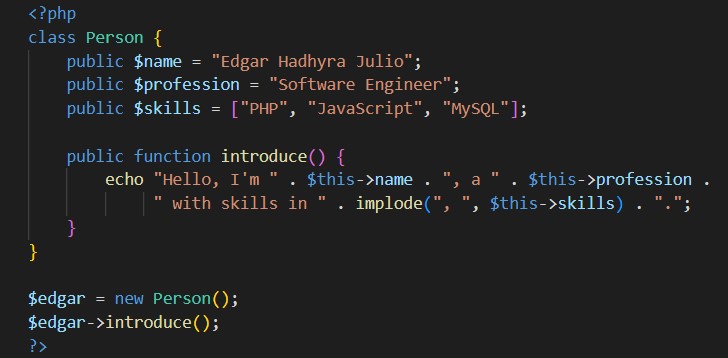 <?php
class Person {
    public $name = "Edgar Hadhyra Julio";
    public $profession = "Software Engineer";
    public $skills = ["PHP", "JavaScript", "MySQL"];

    public function introduce() {
        echo "Hello, I'm " . $this->name . ", a " . $this->profession .
             " with skills in " . implode(", ", $this->skills) . ".";
    }
}

$edgar = new Person();
$edgar->introduce();
?>